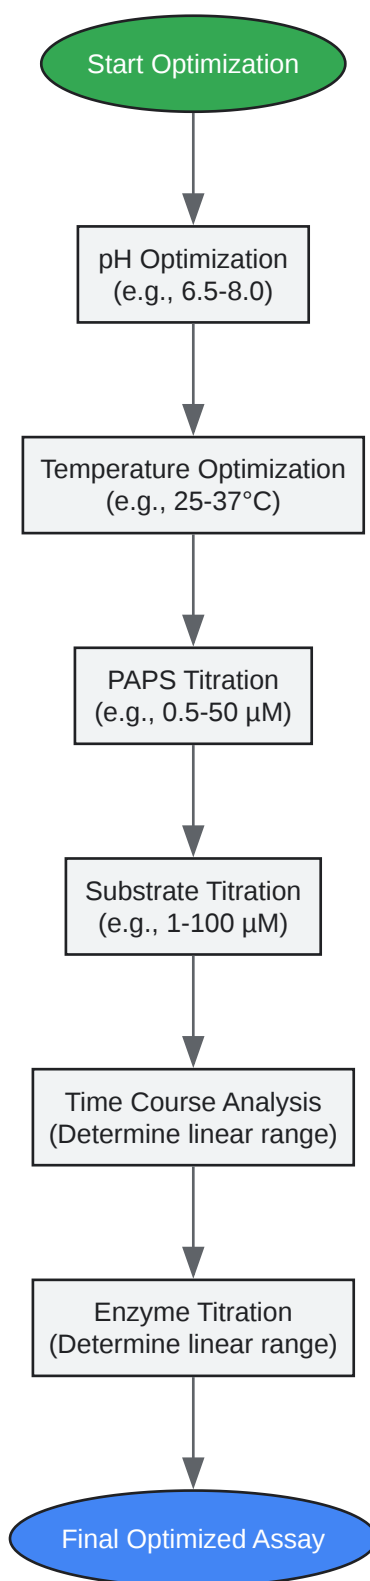 Start Optimization
pH Optimization
(e.g., 6.5-8.0)
Temperature Optimization
(e.g., 25-37°C)
PAPS Titration
(e.g., 0.5-50 µM)
Substrate Titration
(e.g., 1-100 µM)
Time Course Analysis
(Determine linear range)
Enzyme Titration
(Determine linear range)
Final Optimized Assay